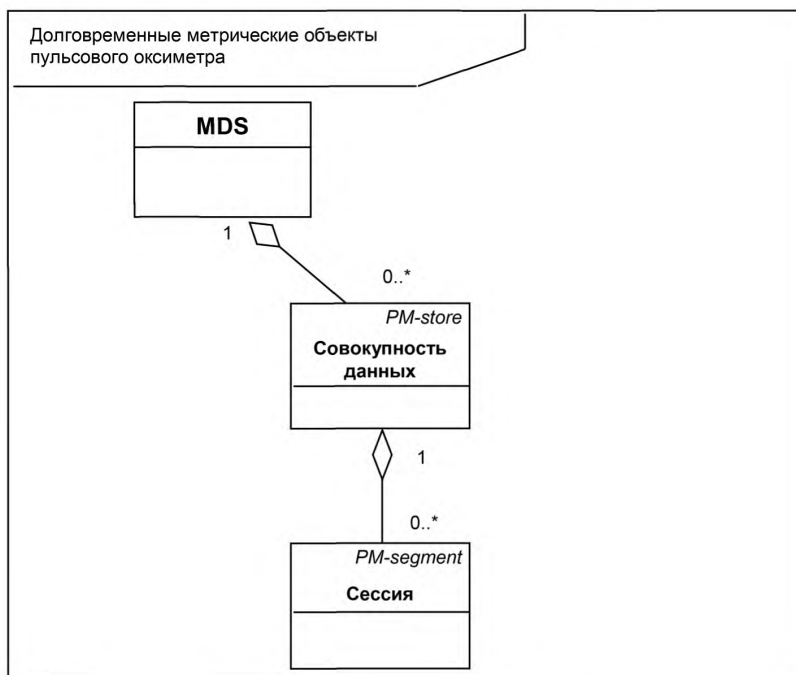 Долговременные метрические объекты
пульсового оксиметра
MDS
1
0..*
PM-store
Совокупность
данных
1
0..*
PM-segment
Сессия